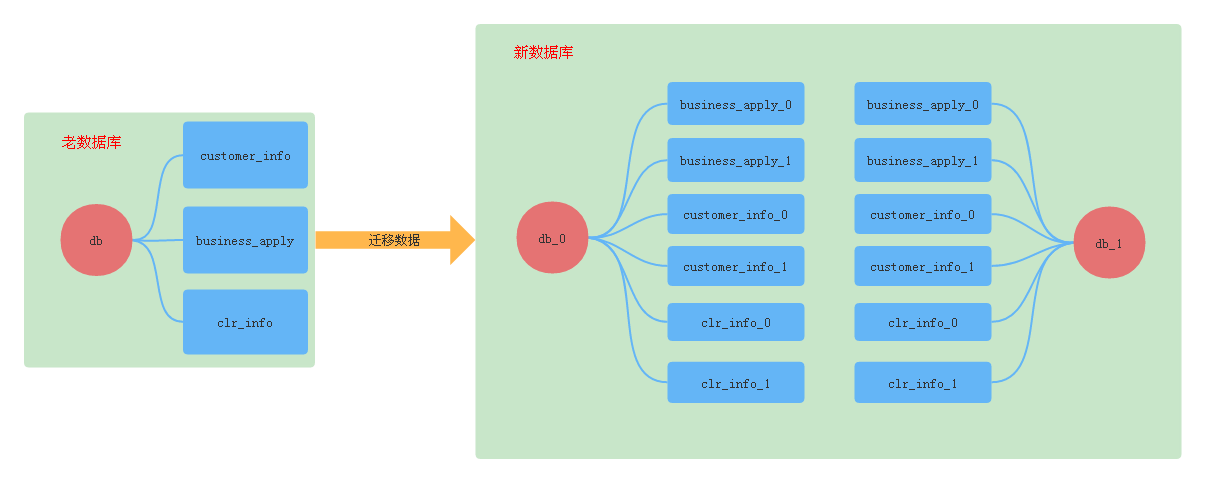 老数据库
db
customer_info
business_apply
clr_info
迁移数据
新数据库
db_0
business_apply_0
business_apply_1
customer_info_0
customer_info_1
clr_info_0
clr_info_1
business_apply_0
business_apply_1
customer_info_0
customer_info_1
clr_info_0
clr_info_1
db_1